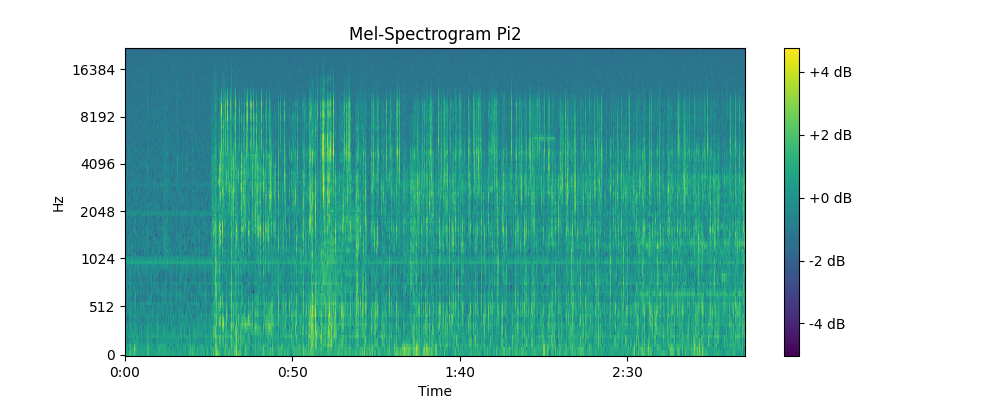 Mel-Spectrogram Pi2
16384
8192
4096
2048
1024
512
0
Hz
0:00
0:50
1:40
2:30
Time
+4 dB
+2 dB
+0 dB
-2 dB
-4 dB